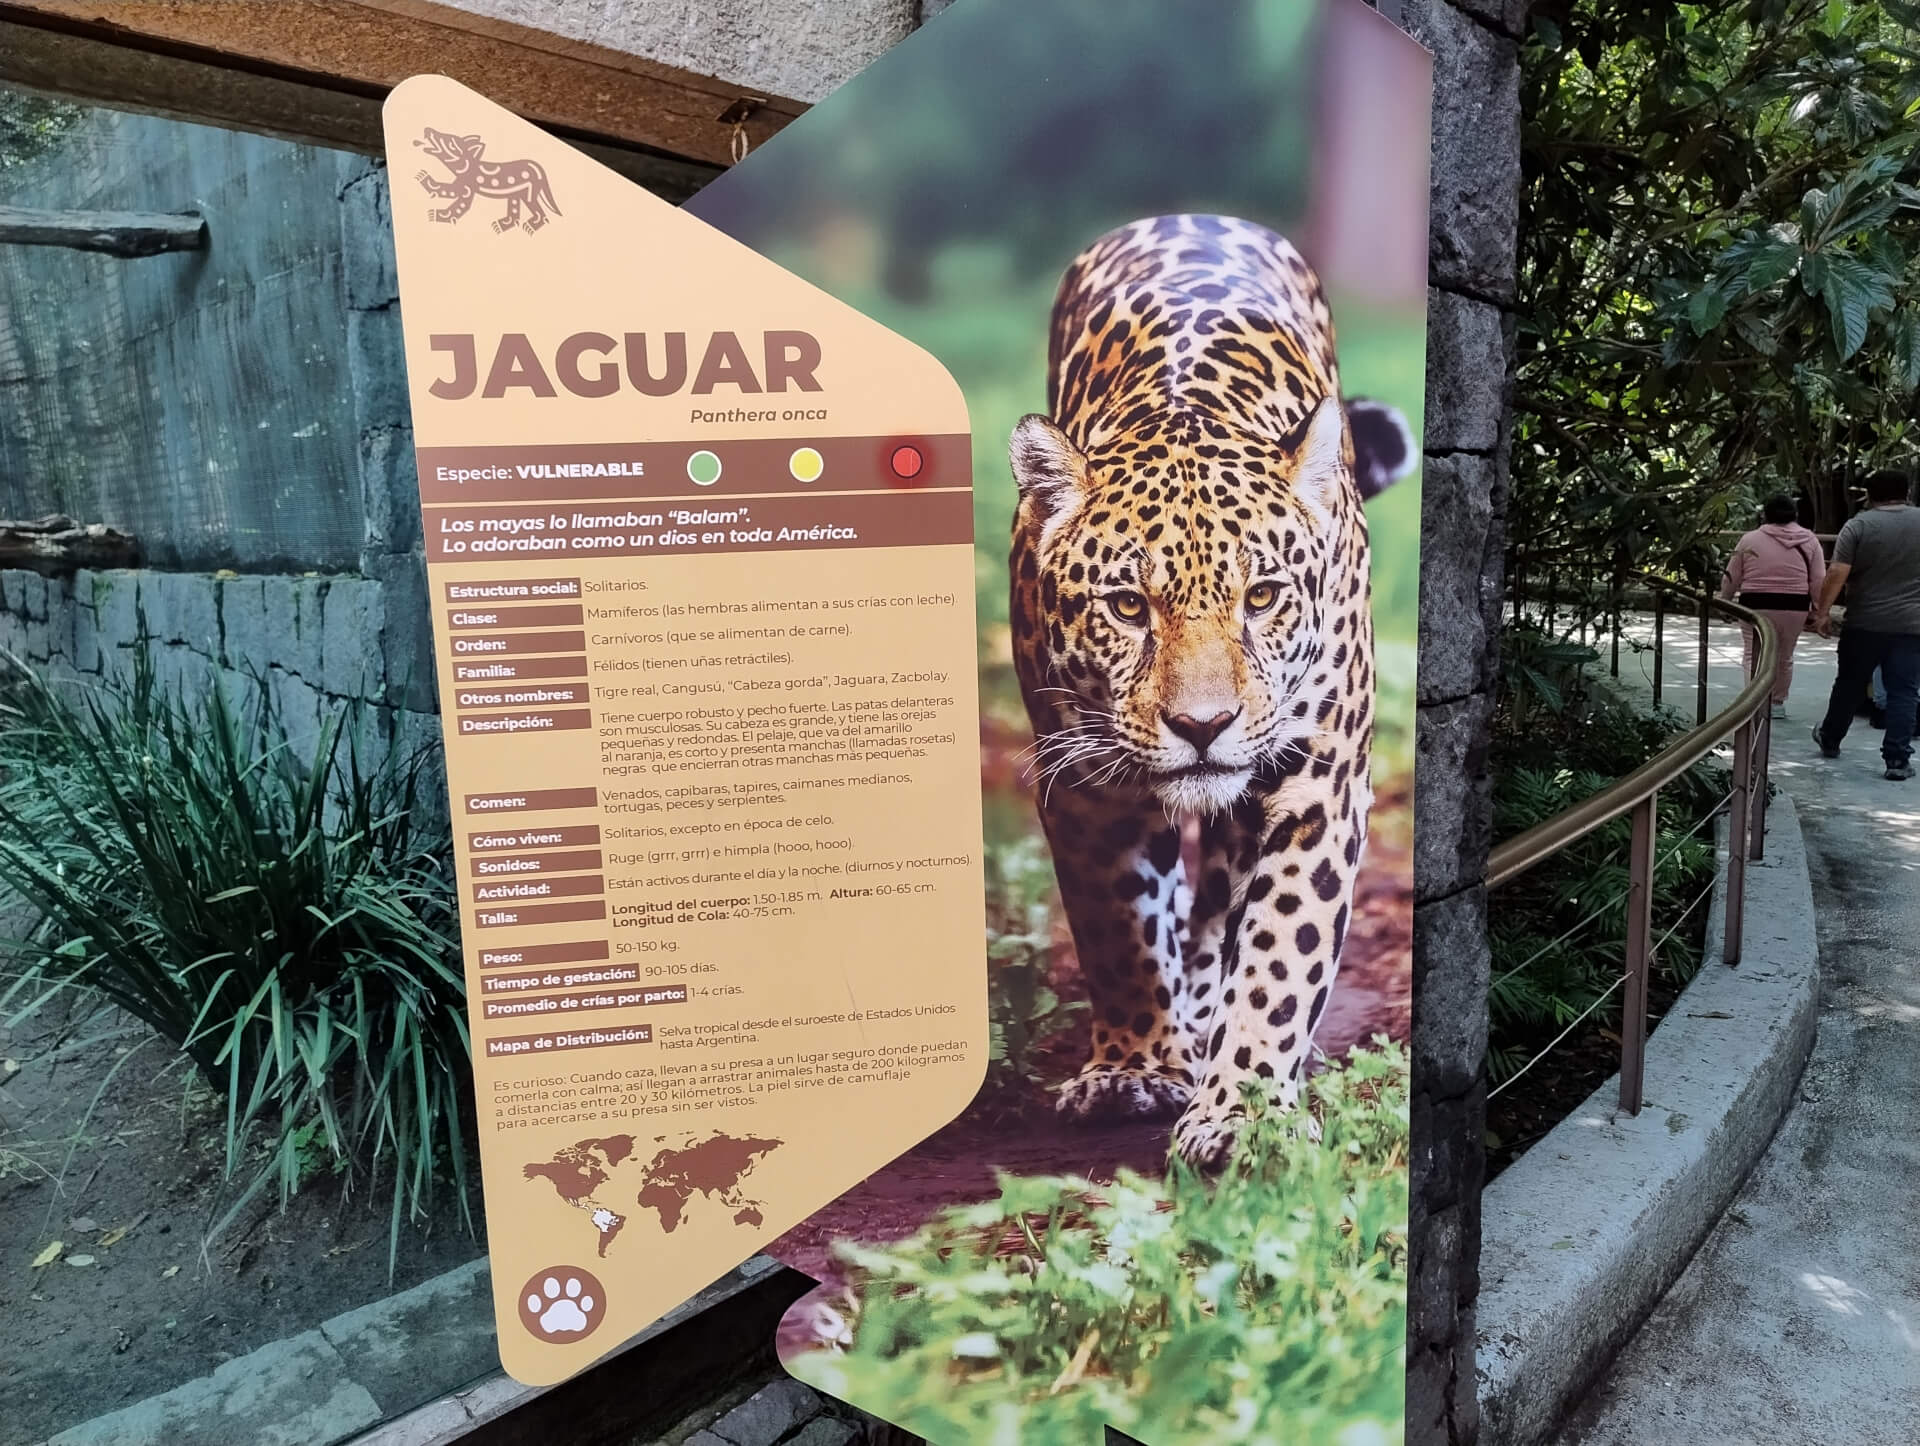 JAGUAR
Panthera onca
Especie: VULNERABLE
Los mayas lo llamaban “Balam”.
Lo adoraban como un dios en toda América.
Estructura social: Solitarios.
Clase: Mamíferos (las hembras alimentan a sus crías con leche)
Orden: Carnívoros (que se alimentan de carne).
Familia: Félidos (tienen uñas retráctiles).
Otros nombres: Tigre real, Cangusú, “Cabeza gorda”, Jaguara, Zacbolay.
Descripción: Tiene cuerpo robusto y pecho fuerte. Las patas delanteras
son musculosas. Su cabeza es grande, y tiene las orejas
pequeñas y redondas. El pelaje, que va del amarillo
al naranja, es corto y presenta manchas (llamadas rosetas)
negras que encierran otras manchas más pequeñas.
Comen: Venados, capibaras, tapires, caimanes medianos,
tortugas, peces y serpientes.
Cómo viven: Solitarios, excepto en época de celo.
Sonidos: Ruge (grrr, grrr) e himpla (hooo, hooo).
Actividad: Están activos durante el día y la noche. (diurnos y nocturnos).
Talla: Longitud del cuerpo: 1.50-1.85 m. Altura: 60-65 cm.
Longitud de Cola: 40-75 cm.
Peso: 50-150 kg.
Tiempo de gestación: 90-105 días.
Promedio de crías por parto: 1-4 crías.
Mapa de Distribución: Selva tropical desde el suroeste de Estados Unidos
hasta Argentina.
Es curioso: Cuando caza, llevan a su presa a un lugar seguro donde puedan
comerla con calma; así llegan a arrastrar animales hasta de 200 kilogramos
a distancias entre 20 y 30 kilómetros. La piel sirve de camuflaje
para acercarse a su presa sin ser vistos.